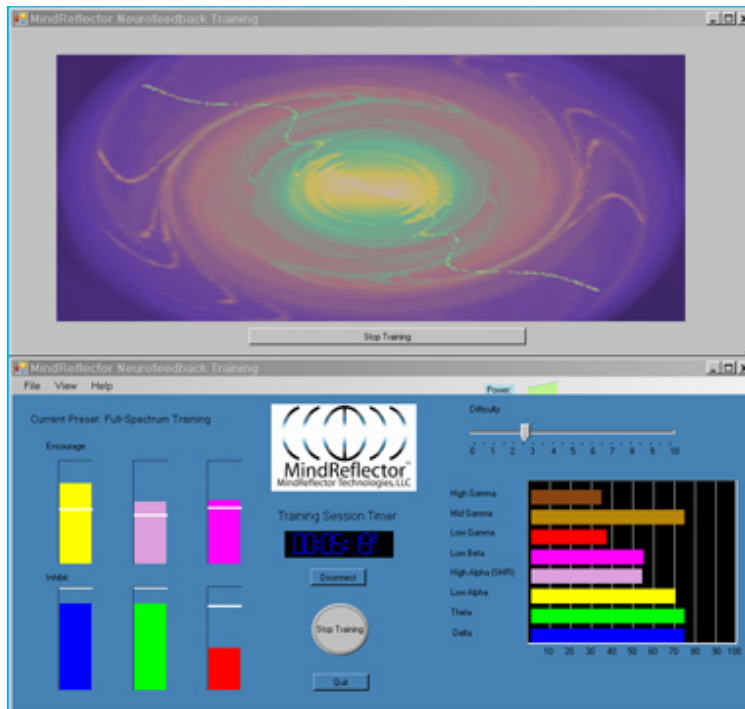 MindReflector Neurofeedback Training
Stop Training
MindReflector Neurofeedback Training
File View Help
Power:
Current Preset: Full-Spectrum Training
Encourage:
Inhibit:
MindReflector™
MindReflector Technologies, LLC
Training Session Timer
Disconnect
Stop Training
Quit
Difficulty
0 1 2 3 4 5 6 7 8 9 10
High Gamma
Mid Gamma
Low Gamma
Low Beta
High Alpha (SMR)
Low Alpha
Theta
Delta
10 20 30 40 50 60 70 80 90 100